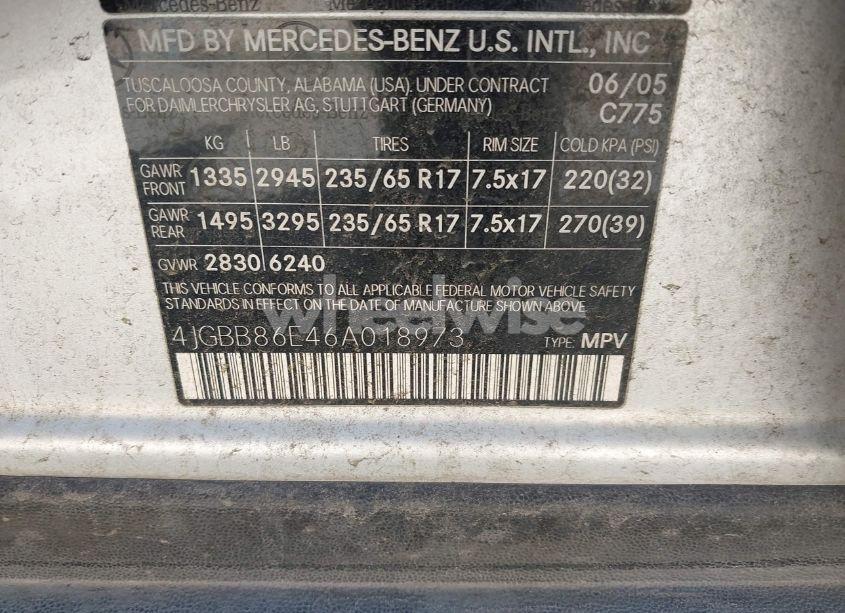 Mercedes-Benz
MFD BY MERCEDES-BENZ U.S. INTL., INC
TUSCALOOSA COUNTY, ALABAMA (USA). UNDER CONTRACT 06/05
FOR DAIMLERCHRYSLER AG, STUTTGART (GERMANY) C775
KG LB TIRES RIM SIZE COLD KPA (PSI)
GAWR FRONT 1335 2945 235/65 R17 7.5x17 220(32)
GAWR REAR 1495 3295 235/65 R17 7.5x17 270(39)
GVWR 2830 6240
THIS VEHICLE CONFORMS TO ALL APPLICABLE FEDERAL MOTOR VEHICLE SAFETY
STANDARDS IN EFFECT ON THE DATE OF MANUFACTURE SHOWN ABOVE.
wheelwise
4JGBB86E46A018973 TYPE: MPV